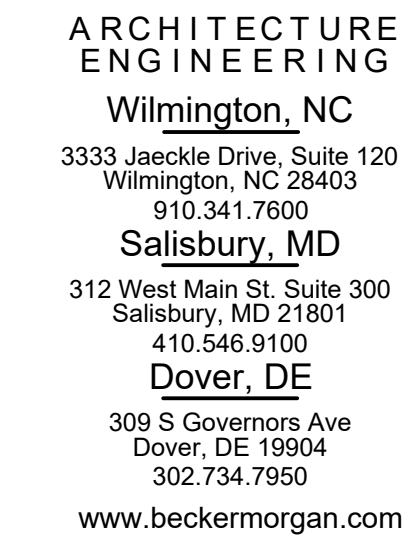 ARCHITECTURE
ENGINEERING
Wilmington, NC
3333 Jaeckle Drive, Suite 120
Wilmington, NC 28403
910.341.7600
Salisbury, MD
312 West Main St. Suite 300
Salisbury, MD 21801
410.546.9100
Dover, DE
309 S Governors Ave
Dover, DE 19904
302.734.7950
www.beckermorgan.com